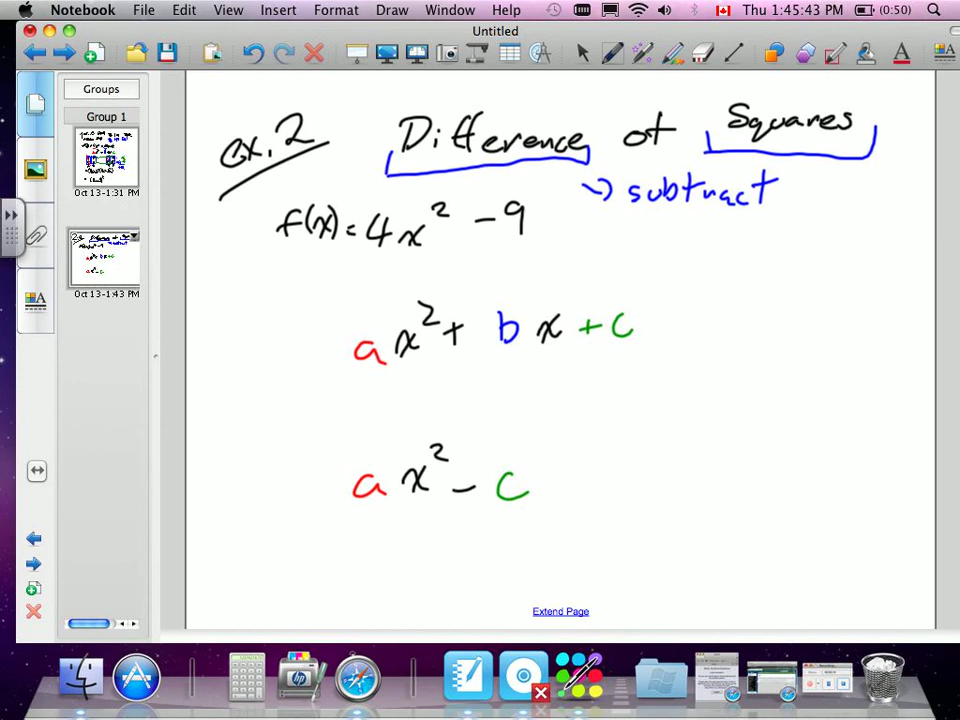 Notebook File Edit View Insert Format Draw Window Help Thu 1:45:43 PM (0:50)
Untitled
Groups
Group 1
Oct 13-1:31 PM
Oct 13-1:43 PM
ex. 2 Difference of Squares
→ subtract
f(x) = 4x² - 9
ax² + bx + c
ax² - c
Extend Page